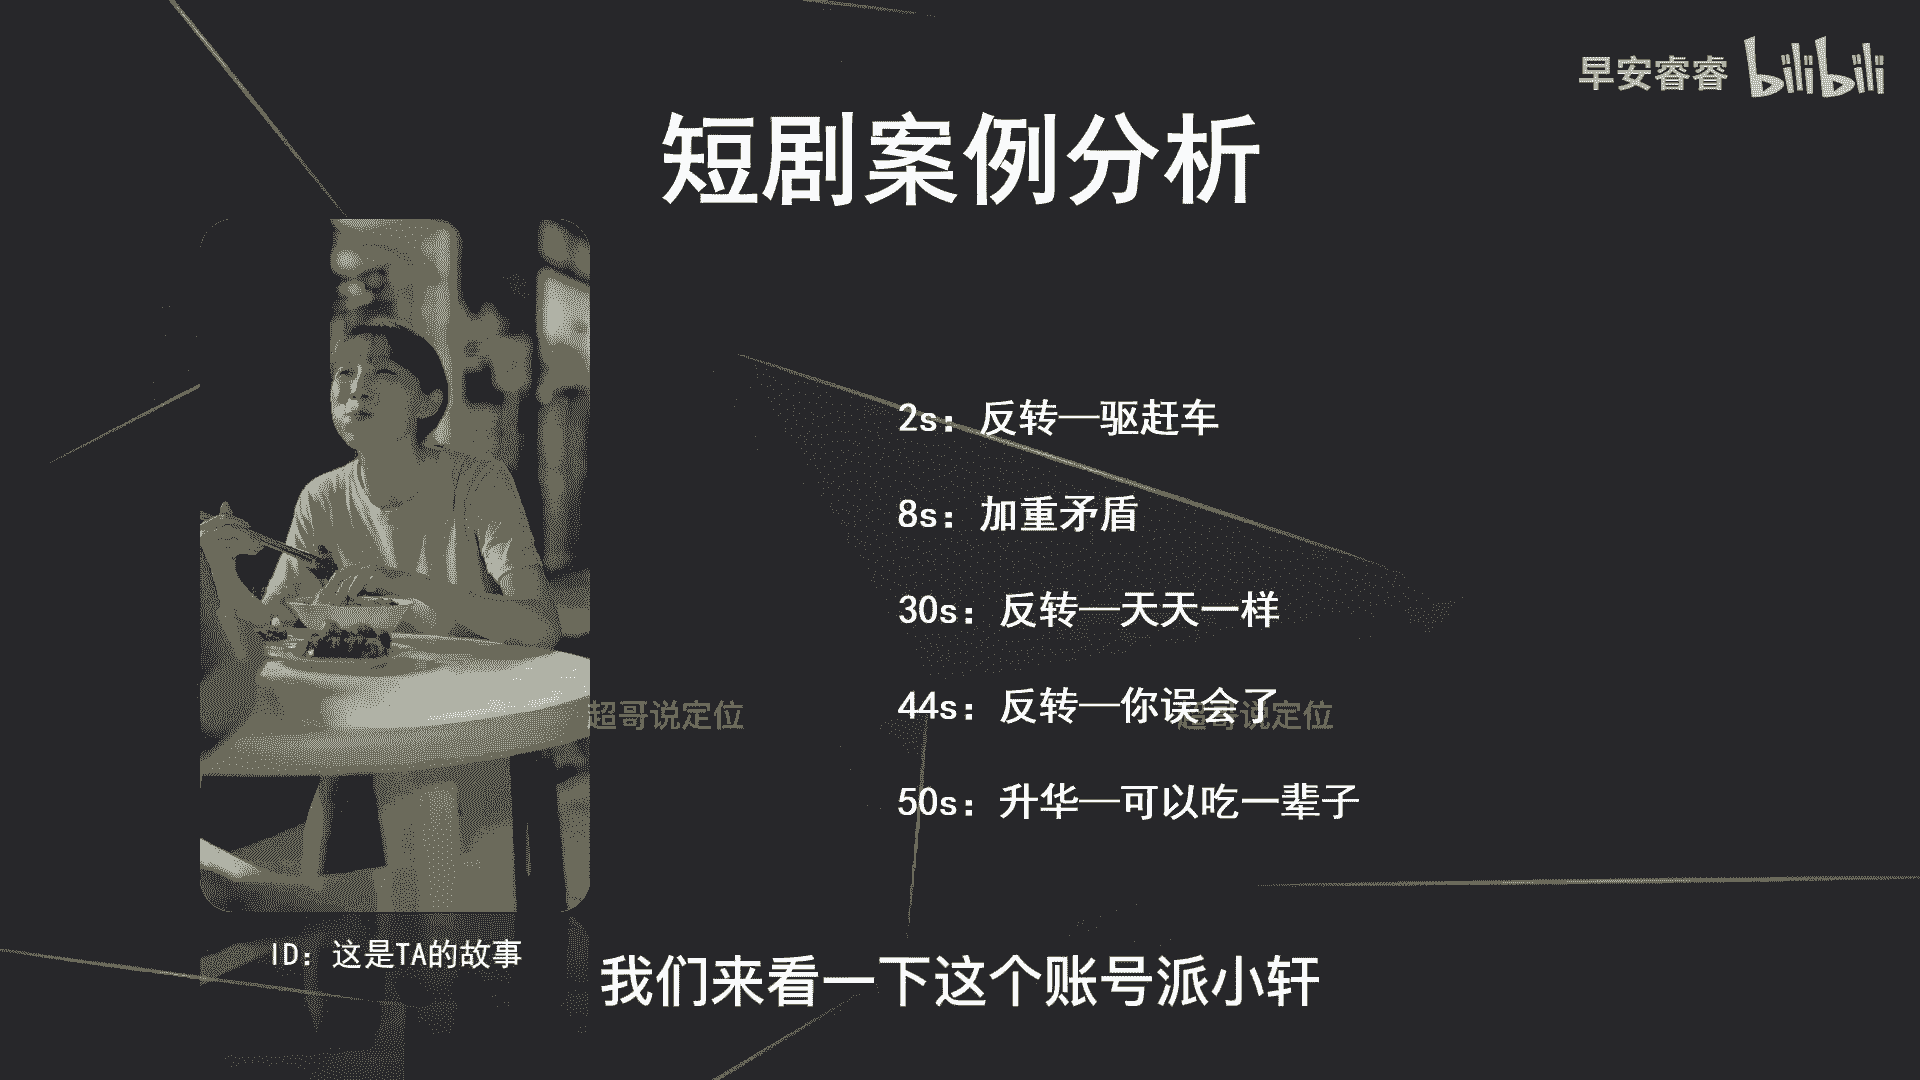 早安睿睿 bilibili
短剧案例分析
2s：反转—驱赶车
8s：加重矛盾
30s：反转—天天一样
44s：反转—你误会了
50s：升华—可以吃一辈子
超哥说定位
超哥说定位
ID：这是TA的故事
我们来看一下这个账号派小轩